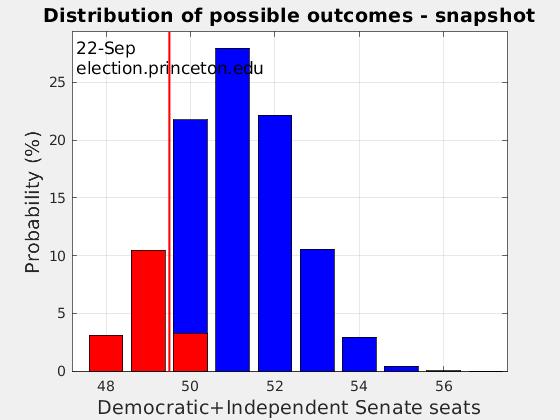 Distribution of possible outcomes - snapshot
22-Sep
election.princeton.edu
Probability (%)
25
20
15
10
5
0
48 50 52 54 56
Democratic+Independent Senate seats